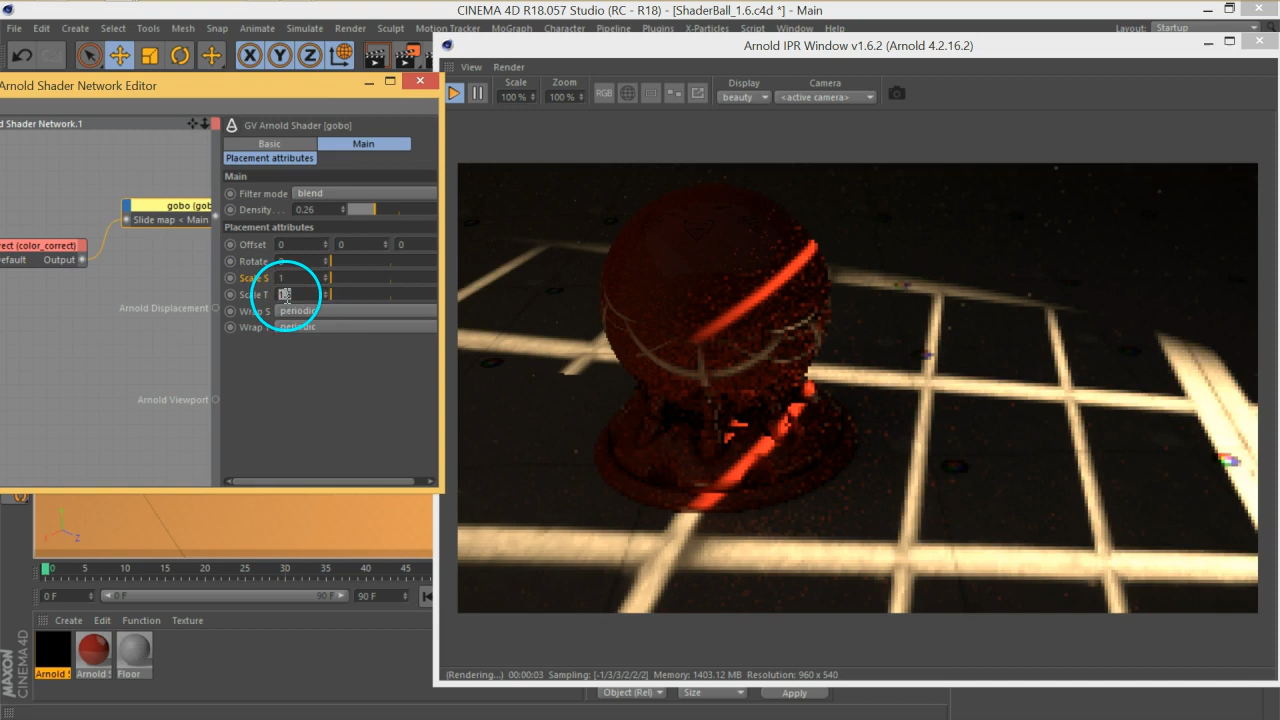 CINEMA 4D R18.057 Studio (RC - R18) - [ShaderBall_1.6.c4d *] - Main
File Edit Create Select Tools Mesh Snap Animate Simulate Render Sculpt Motion Tracker MoGraph Character Pipeline Plugins X-Particles Script Window Help
Layout: Startup
Arnold IPR Window v1.6.2 (Arnold 4.2.16.2)
View Render
Scale Zoom Display Camera
100 % 100 % RGB beauty <active camera>
Arnold Shader Network Editor
d Shader Network.1
GV Arnold Shader [gobo]
Basic Main
Placement attributes
Main
Filter mode blend
Density . . . 0.26
Placement attributes
Offset 0 0 0
Rotate
Scale S 1
Scale T
Wrap S periodic
Wrap T periodic
gobo (gob
Slide map < Main
rect (color_correct)
efault Output
Arnold Displacement
Arnold Viewport
X Y Z
X Z
0 5 10 15 20 25 30 35 40 45
0 F 0 F 90 F 90 F
Create Edit Function Texture
Arnold S Arnold S Floor
MAXON CINEMA 4D
(Rendering...) 00:00:03 Sampling: [-1/3/3/2/2/2] Memory: 1403.12 MB Resolution: 960 x 540
Object (Rel) Size Apply